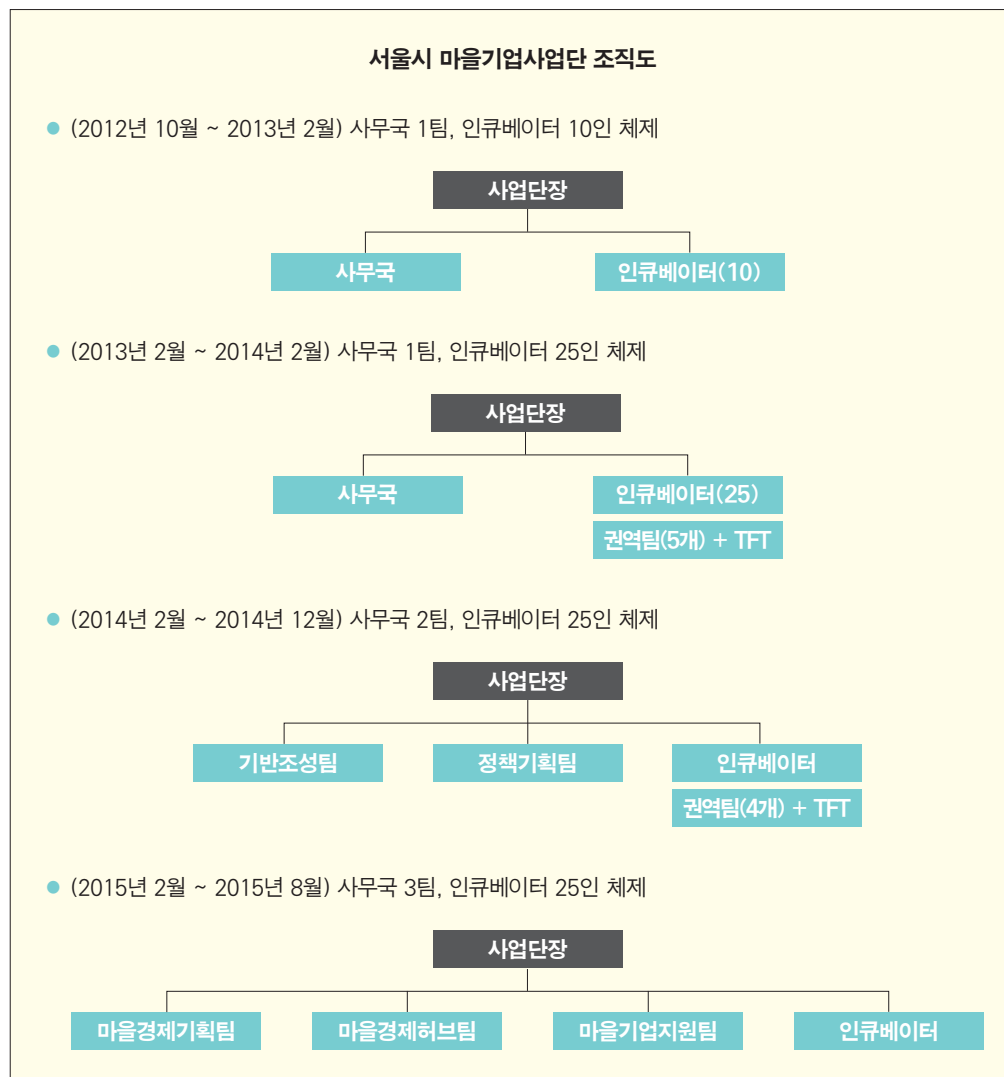 서울시 마을기업사업단 조직도
● (2012년 10월 ~ 2013년 2월) 사무국 1팀, 인큐베이터 10인 체제
사업단장
사무국 인큐베이터(10)
● (2013년 2월 ~ 2014년 2월) 사무국 1팀, 인큐베이터 25인 체제
사업단장
사무국 인큐베이터(25)
권역팀(5개) + TFT
● (2014년 2월 ~ 2014년 12월) 사무국 2팀, 인큐베이터 25인 체제
사업단장
기반조성팀 정책기획팀 인큐베이터
권역팀(4개) + TFT
● (2015년 2월 ~ 2015년 8월) 사무국 3팀, 인큐베이터 25인 체제
사업단장
마을경제기획팀 마을경제허브팀 마을기업지원팀 인큐베이터